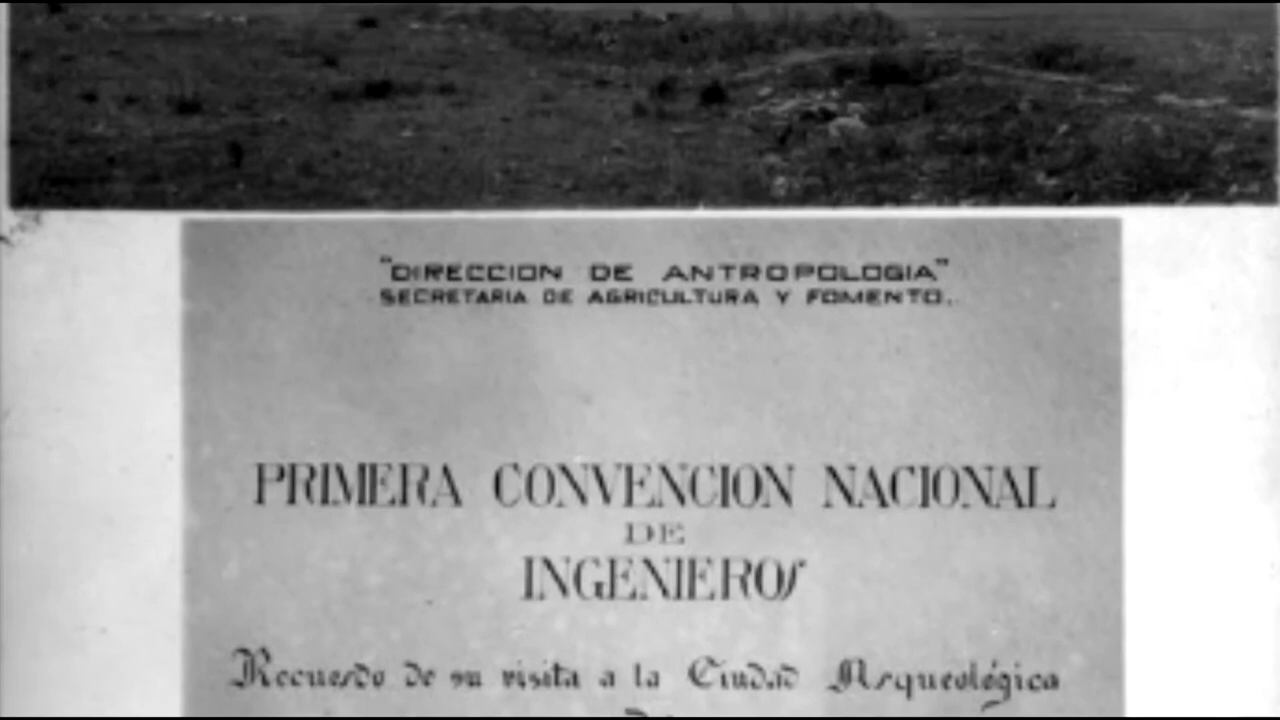 "DIRECCION DE ANTROPOLOGIA"
SECRETARIA DE AGRICULTURA Y FOMENTO.
PRIMERA CONVENCION NACIONAL
DE
INGENIEROS
Recuerdo de su visita a la Ciudad Arqueológica